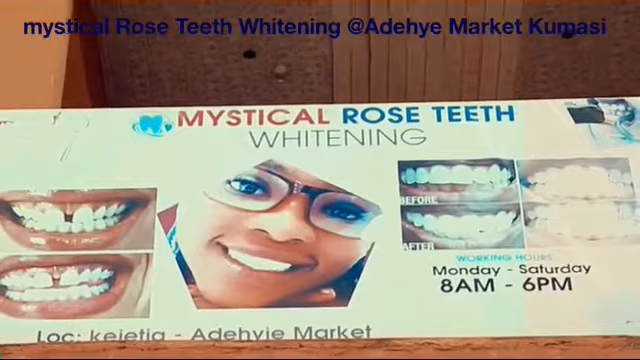 mystical Rose Teeth Whitening @Adehye Market Kumasi
MYSTICAL ROSE TEETH
WHITENING
BEFORE
AFTER
WORKING HOURS
Monday - Saturday
8AM - 6PM
Loc: kejetia - Adehyie Market